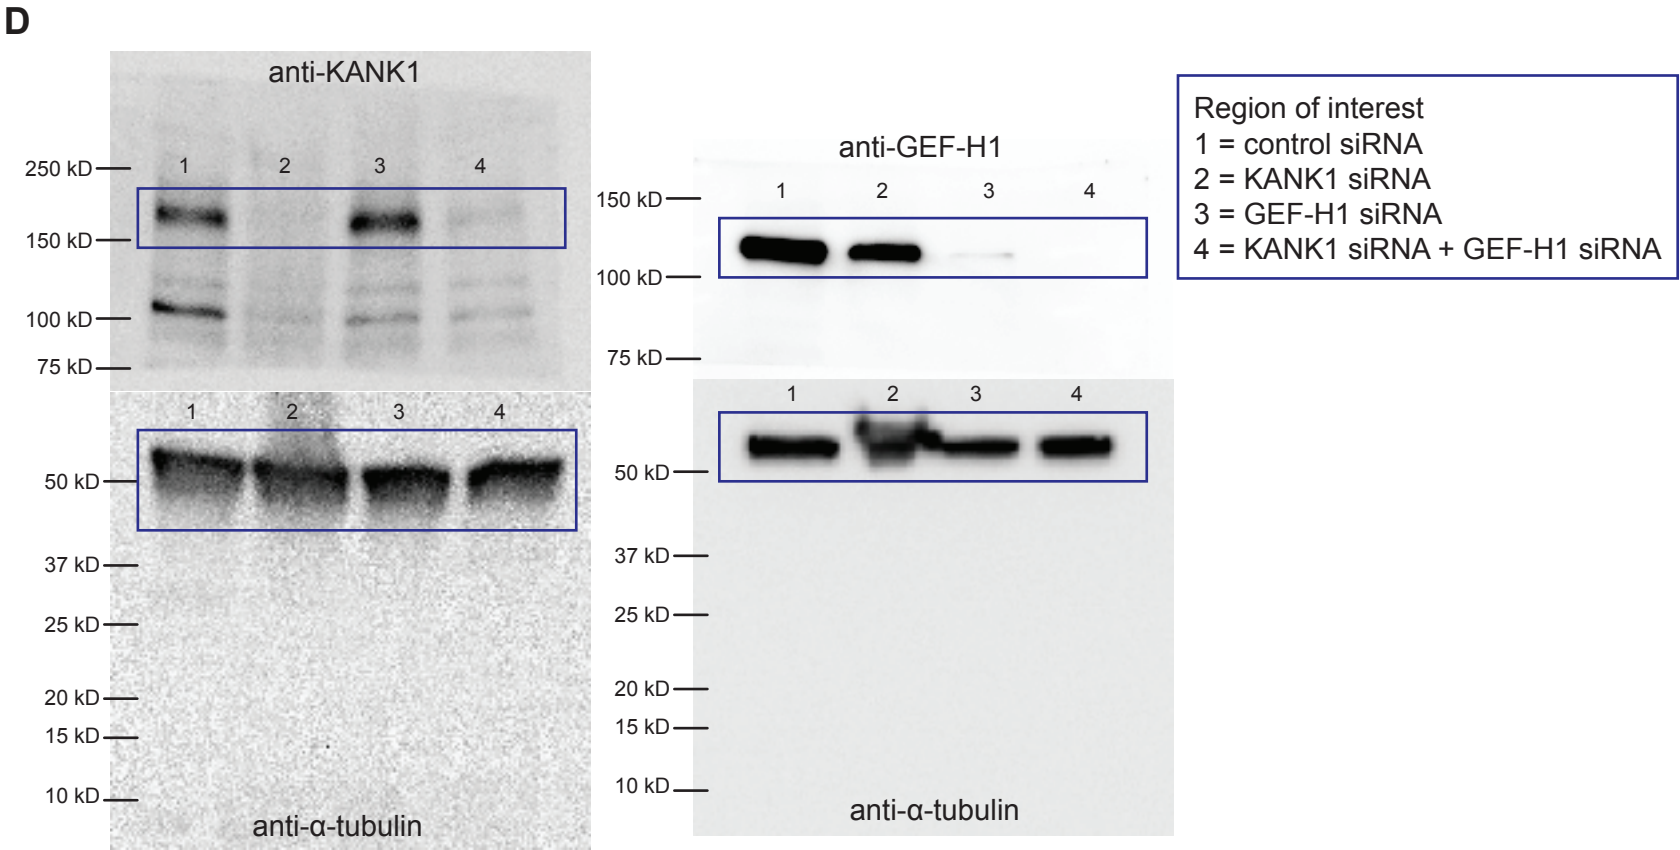 D
anti-KANK1
250 kD
1 2 3 4
150 kD
100 kD
75 kD
1 2 3 4
50 kD
37 kD
25 kD
20 kD
15 kD
10 kD
anti-α-tubulin
anti-GEF-H1
150 kD
1 2 3 4
100 kD
75 kD
1 2 3 4
50 kD
37 kD
25 kD
20 kD
15 kD
10 kD
anti-α-tubulin
Region of interest
1 = control siRNA
2 = KANK1 siRNA
3 = GEF-H1 siRNA
4 = KANK1 siRNA + GEF-H1 siRNA